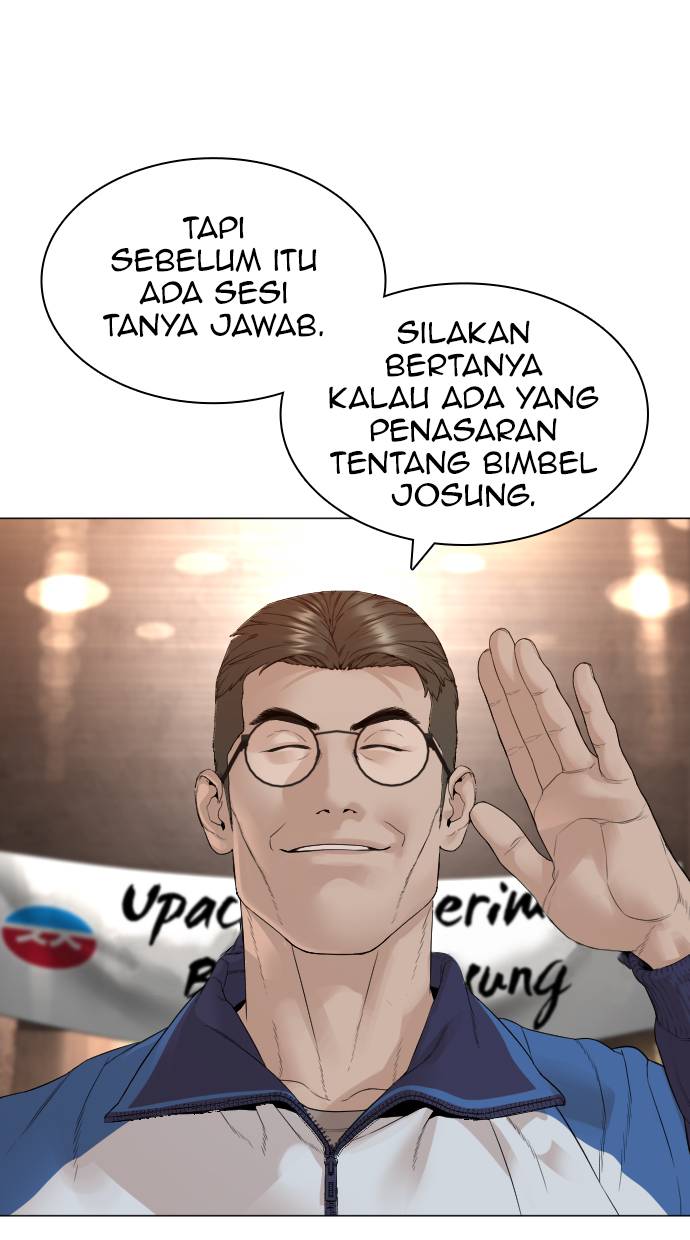 TAPI
SEBELUM ITU
ADA SESI
TANYA JAWAB.
SILAKAN
BERTANYA
KALAU ADA YANG
PENASARAN
TENTANG BIMBEL
JOSUNG.